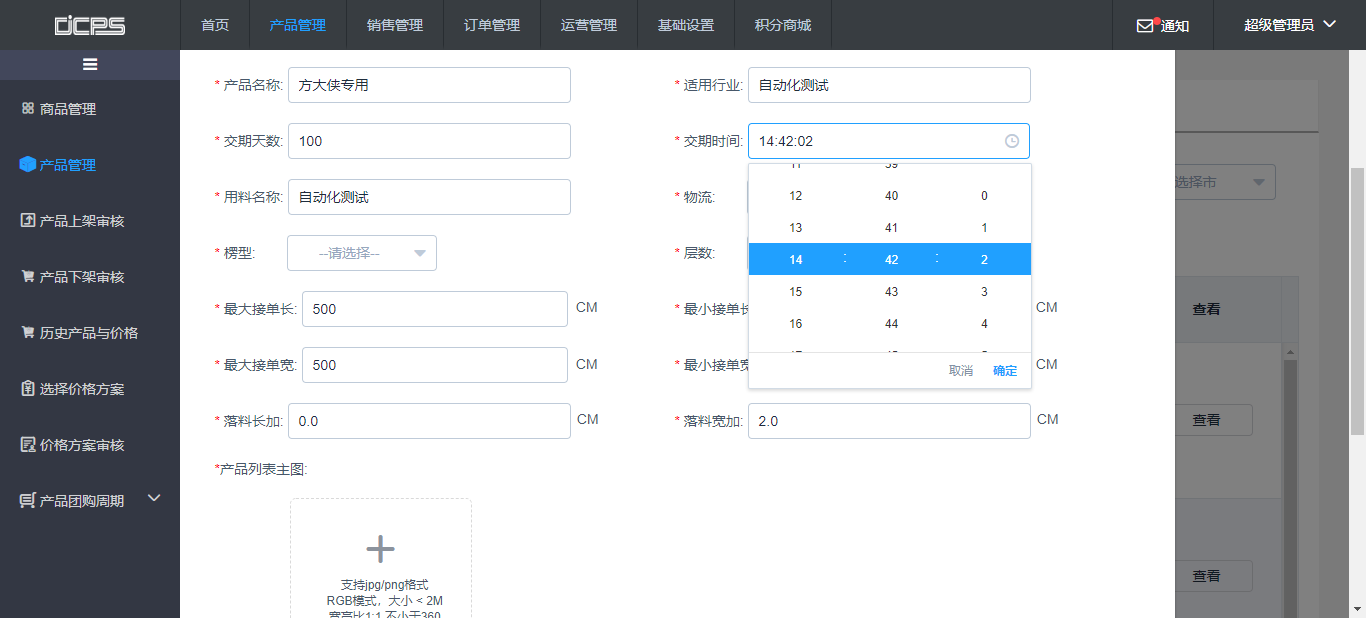 DJCPS 首页 产品管理 销售管理 订单管理 运营管理 基础设置 积分商城 通知 超级管理员
商品管理
产品管理
产品上架审核
产品下架审核
历史产品与价格
选择价格方案
价格方案审核
产品团购周期
* 产品名称: 方大侠专用 * 适用行业: 自动化测试
* 交期天数: 100 * 交期时间: 14:42:02
* 用料名称: 自动化测试 * 物流:
* 楞型: --请选择-- * 层数:
* 最大接单长: 500 CM * 最小接单长 CM
* 最大接单宽: 500 CM * 最小接单宽 CM
* 落料长加: 0.0 CM * 落料宽加: 2.0 CM
11 39
12 40 0
13 41 1
14 : 42 : 2
15 43 3
16 44 4
取消 确定
*产品列表主图:
支持jpg/png格式
RGB模式，大小 < 2M
宽高比1:1,不小于360
选择市
查看
查看
查看